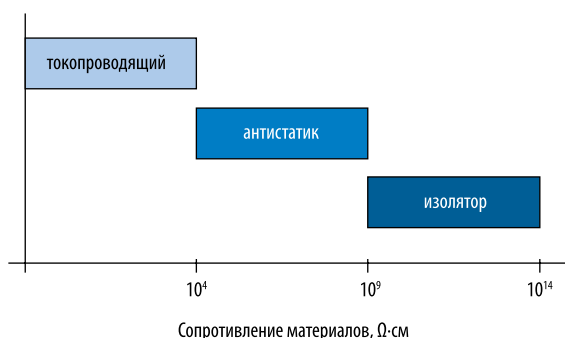 токопроводящий
антистатик
изолятор
10⁴ 10⁹ 10¹⁴
Сопротивление материалов, Ω·см